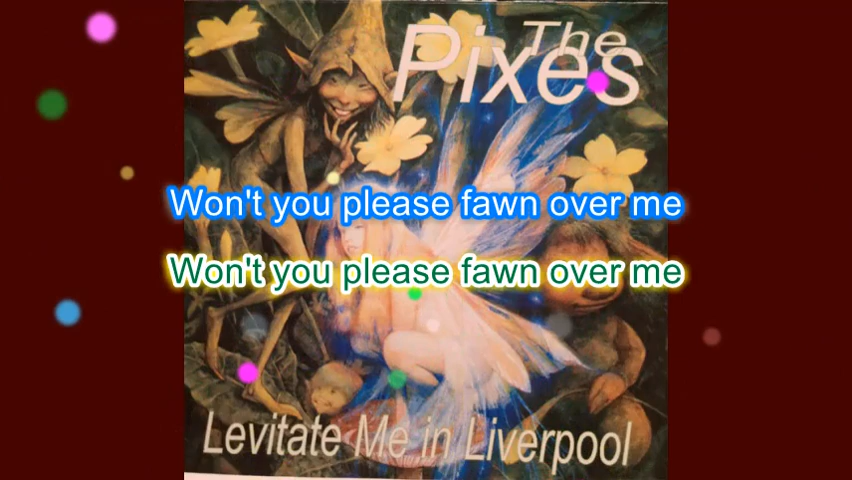 The
Pixes
Won't you please fawn over me
Won't you please fawn over me
Levitate Me in Liverpool